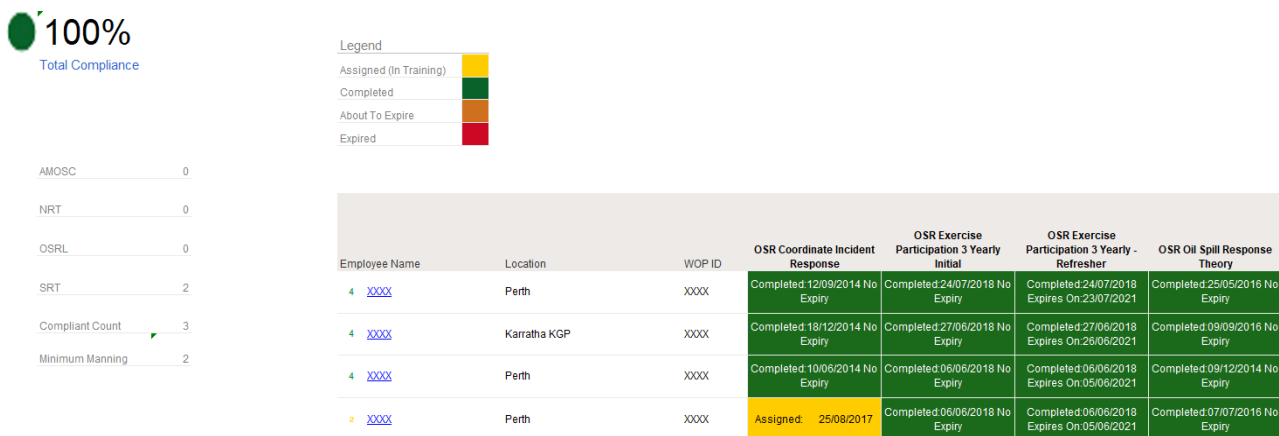 100%
Total Compliance
Legend
Assigned (In Training)
Completed
About To Expire
Expired
AMOSC 0
NRT 0
OSRL 0
SRT 2
Compliant Count 3
Minimum Manning 2
Employee Name Location WOP ID OSR Coordinate Incident Response OSR Exercise Participation 3 Yearly Initial OSR Exercise Participation 3 Yearly - Refresher OSR Oil Spill Response Theory
4 XXXX Perth XXXX Completed:12/09/2014 No Expiry Completed:24/07/2018 No Expiry Completed:24/07/2018 Expires On:23/07/2021 Completed:25/05/2016 No Expiry
4 XXXX Karratha KGP XXXX Completed:18/12/2014 No Expiry Completed:27/06/2018 No Expiry Completed:27/06/2018 Expires On:26/06/2021 Completed:09/09/2016 No Expiry
4 XXXX Perth XXXX Completed:10/06/2014 No Expiry Completed:06/06/2018 No Expiry Completed:06/06/2018 Expires On:05/06/2021 Completed:09/12/2014 No Expiry
2 XXXX Perth XXXX Assigned: 25/08/2017 Completed:06/06/2018 No Expiry Completed:06/06/2018 Expires On:05/06/2021 Completed:07/07/2016 No Expiry